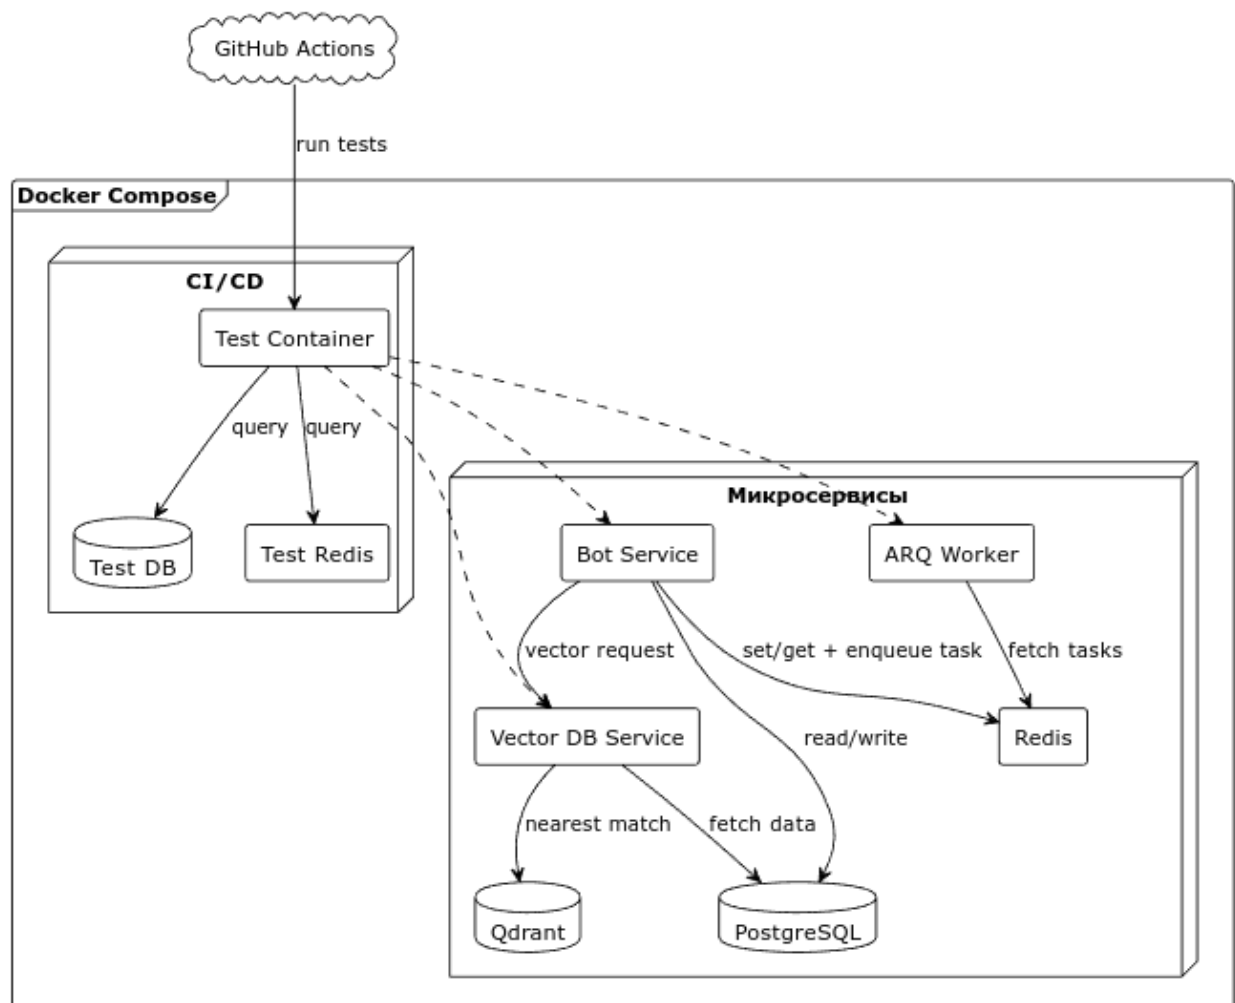 GitHub Actions
run tests
Docker Compose
CI/CD
Test Container
query
query
Test DB
Test Redis
Микросервисы
Bot Service
ARQ Worker
vector request
set/get + enqueue task
fetch tasks
Vector DB Service
read/write
Redis
nearest match
fetch data
Qdrant
PostgreSQL